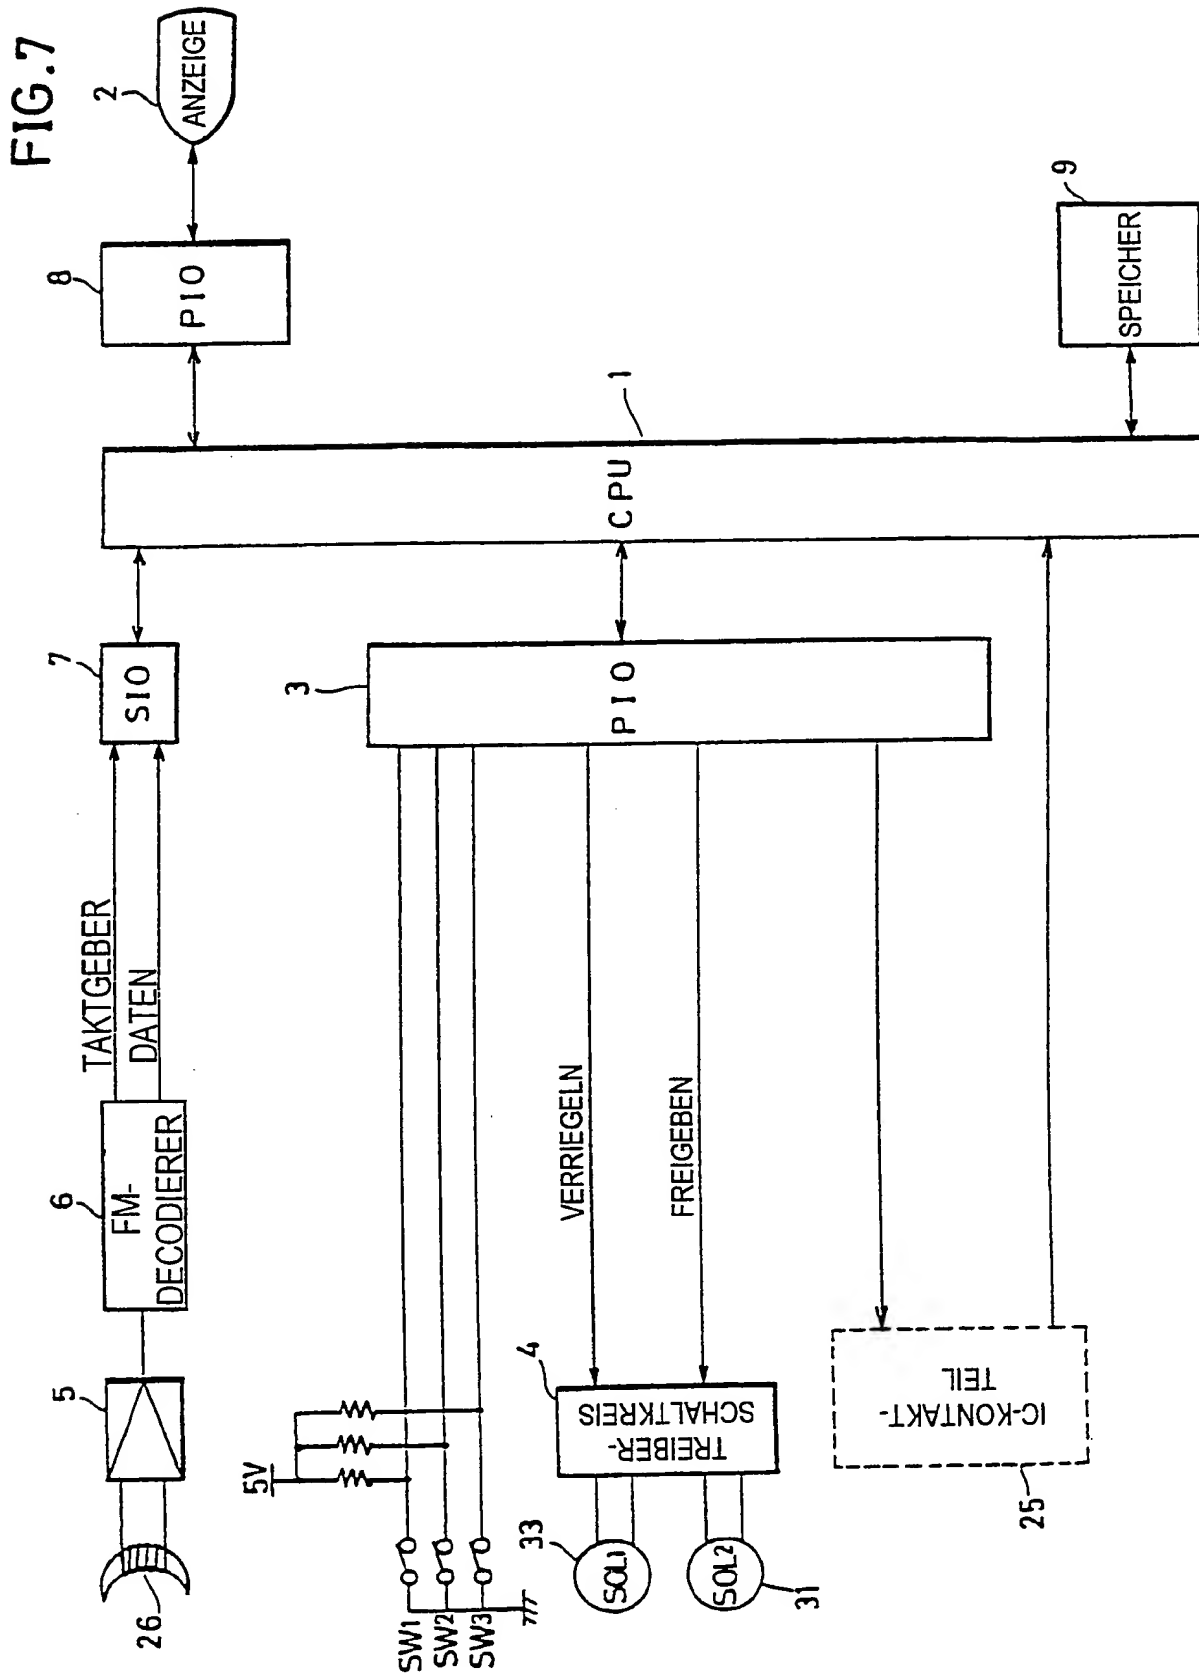 FIG.7
26
5
6
FM-
DECODIERER
TAKTGEBER
DATEN
7
SIO
8
PIO
2
ANZEIGE
5V
SW1
SW2
SW3
3
PIO
1
CPU
33
SOL1
SOL2
31
4
TREIBER-
SCHALTKREIS
VERRIEGELN
FREIGEBEN
25
IC-KONTAKT-
TEIL
9
SPEICHER